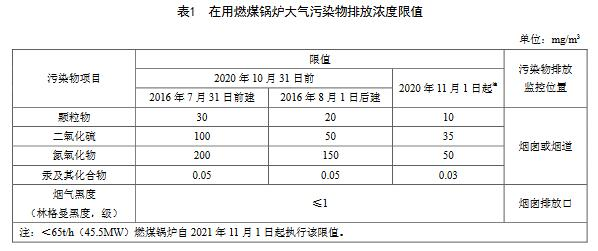 表1 在用燃煤锅炉大气污染物排放浓度限值
单位：mg/m³
污染物项目 限值 污染物排放监控位置
2020 年 10 月 31 日前 2020 年 11 月 1 日起ª
2016 年 7 月 31 日前建 2016 年 8 月 1 日后建
颗粒物 30 20 10 烟囱或烟道
二氧化硫 100 50 35
氮氧化物 200 150 50
汞及其化合物 0.05 0.05 0.03
烟气黑度（林格曼黑度，级） ≤1 烟囱排放口
注：＜65t/h（45.5MW）燃煤锅炉自 2021 年 11 月 1 日起执行该限值。